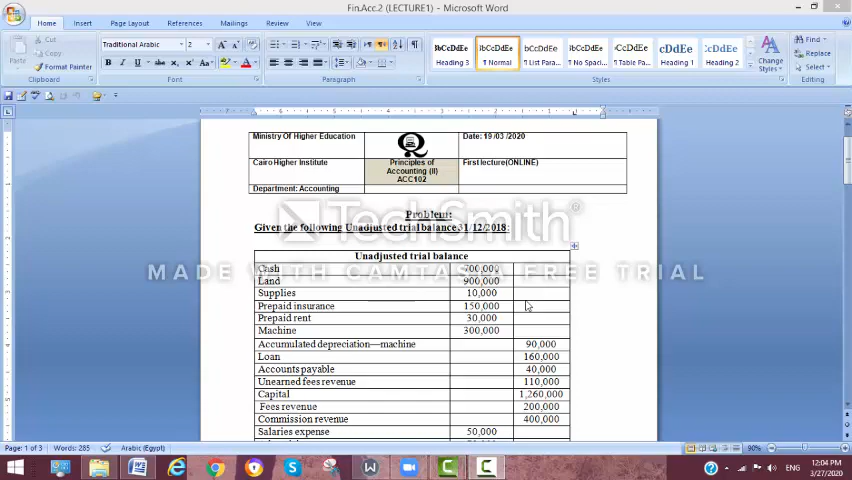 Fin.Acc.2 (LECTURE1) - Microsoft Word
Home Insert Page Layout References Mailings Review View
Cut
Copy
Paste
Format Painter
Clipboard
Traditional Arabic 2
Font
Paragraph
AaBbCcDdEe AaBbCcDdEe AaBbCcDd AaBbCcDdEe AaBbCcDd
Heading 3 ¶ Normal ¶ List Para... ¶ No Spaci... ¶ Table Pa... Heading 1 Heading 2
Change Styles
Styles
Find
Replace
Select
Editing
Ministry Of Higher Education Date: 19 /03 /2020
Cairo Higher Institute Principles of First lecture(ONLINE)
Accounting (II)
ACC102
Department: Accounting
Problem:
TechSmith
Given the following Unadjusted trial balance31/12/2018:
Unadjusted trial balance
MADE WITH CAMTASIA FREE TRIAL
Cash 700,000
Land 900,000
Supplies 10,000
Prepaid insurance 150,000
Prepaid rent 30,000
Machine 300,000
Accumulated depreciation—machine 90,000
Loan 160,000
Accounts payable 40,000
Unearned fees revenue 110,000
Capital 1,260,000
Fees revenue 200,000
Commission revenue 400,000
Salaries expense 50,000
Page: 1 of 3 Words: 285 Arabic (Egypt) 90%
ENG 12:04 PM
3/27/2020